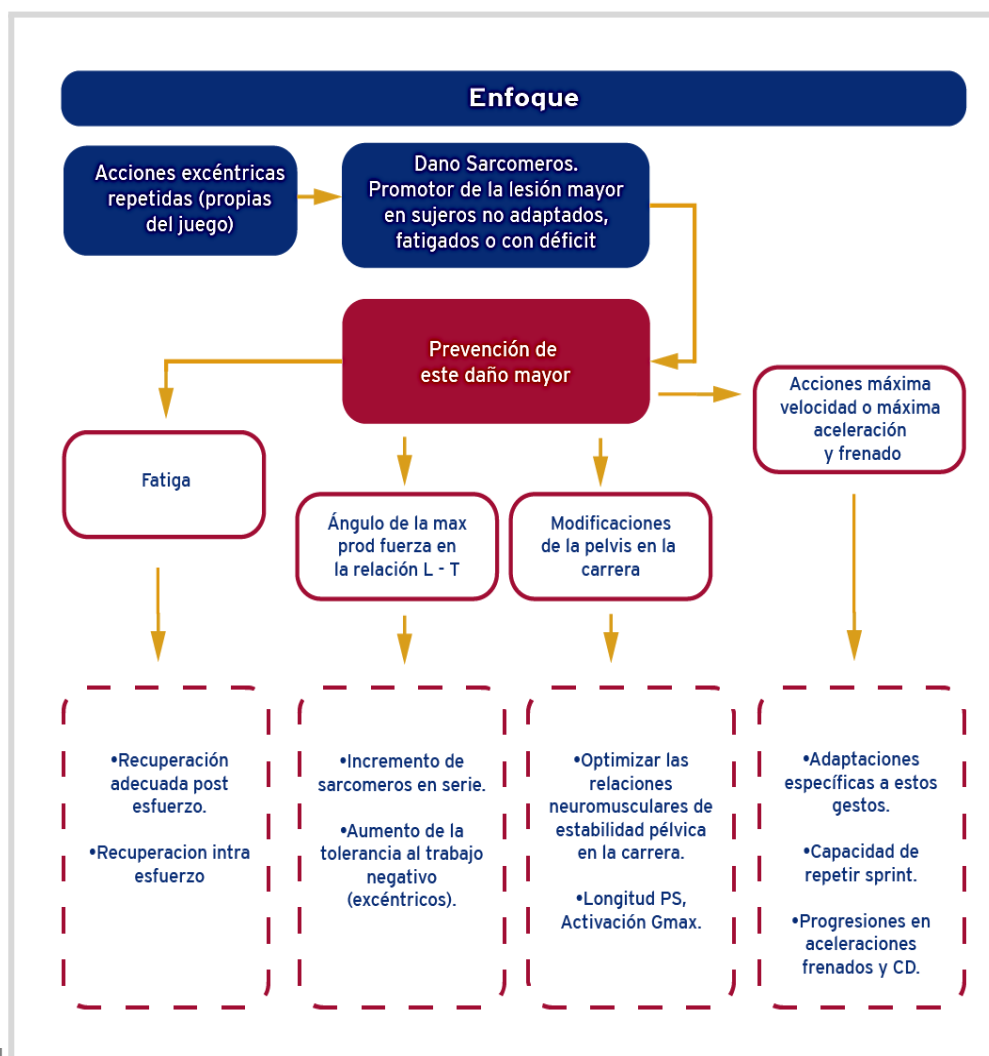 Enfoque
Acciones excéntricas
repetidas (propias
del juego)
Dano Sarcomeros.
Promotor de la lesión mayor
en sujeros no adaptados,
fatigados o con déficit
Prevención de
este daño mayor
Acciones máxima
velocidad o máxima
aceleración
y frenado
Fatiga
Ángulo de la max
prod fuerza en
la relación L - T
Modificaciones
de la pelvis en la
carrera
•Recuperación
adecuada post
esfuerzo.
•Recuperacion intra
esfuerzo
•Incremento de
sarcomeros en serie.
•Aumento de la
tolerancia al trabajo
negativo
(excéntricos).
•Optimizar las
relaciones
neuromusculares de
estabilidad pélvica
en la carrera.
•Longitud PS,
Activación Gmax.
•Adaptaciones
específicas a estos
gestos.
•Capacidad de
repetir sprint.
•Progresiones en
aceleraciones
frenados y CD.